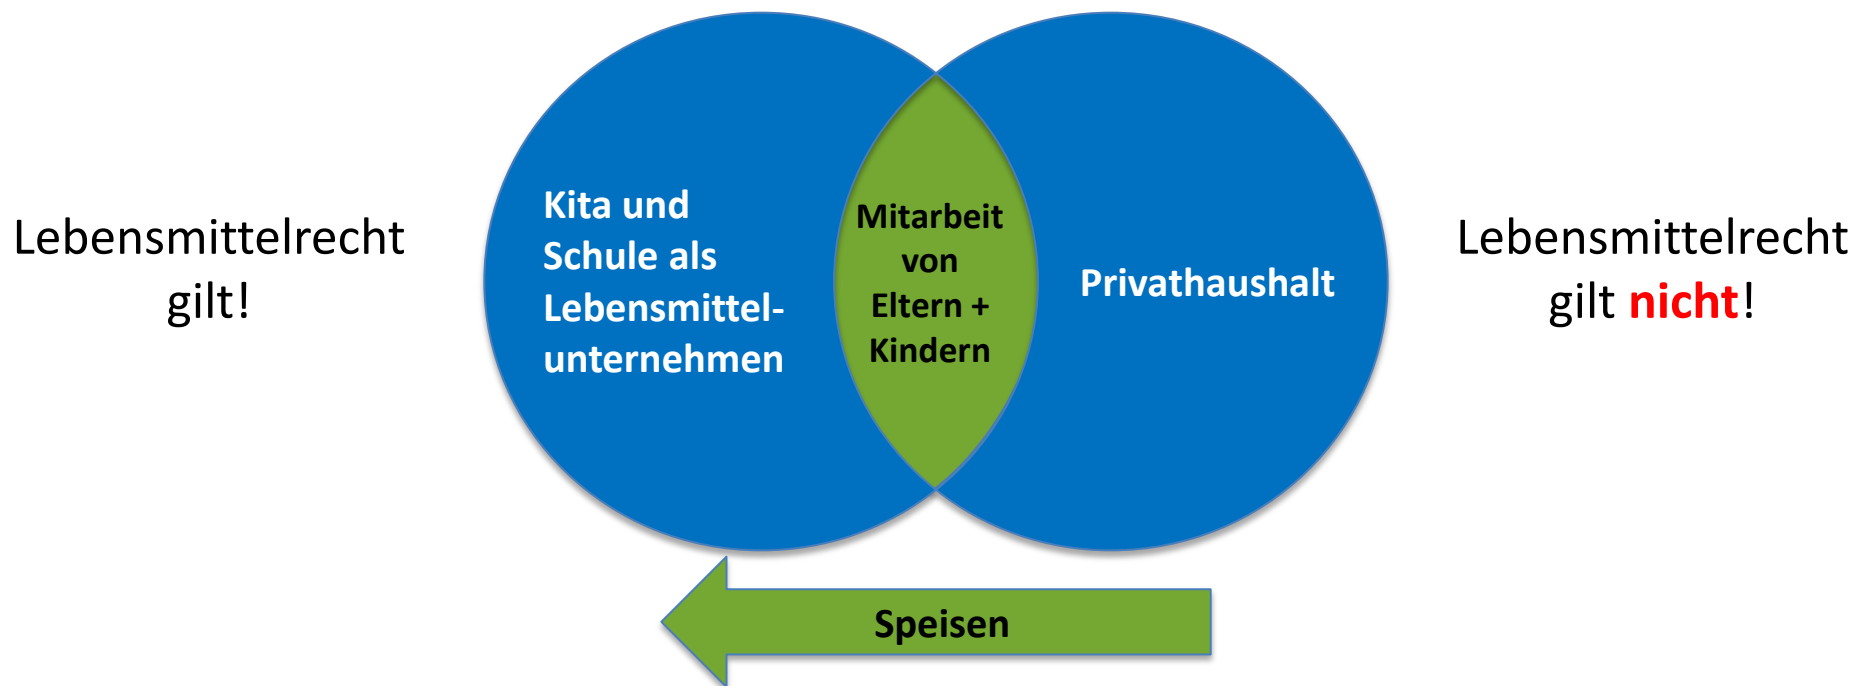 Lebensmittelrecht
gilt!
Kita und
Schule als
Lebensmittel-
unternehmen
Mitarbeit
von
Eltern +
Kindern
Privathaushalt
Lebensmittelrecht
gilt nicht!
Speisen